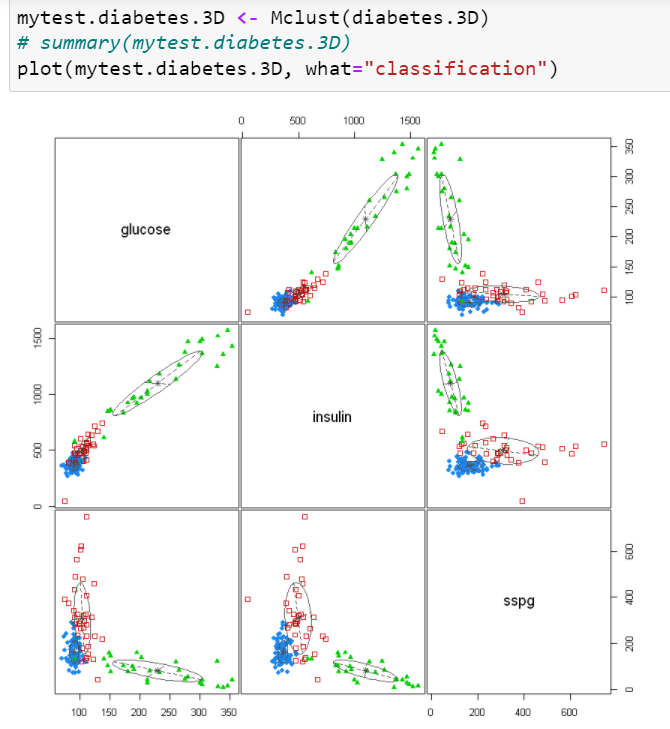 mytest.diabetes.3D <- Mclust(diabetes.3D)
# summary(mytest.diabetes.3D)
plot(mytest.diabetes.3D, what="classification")
0 500 1000 1500
glucose
100 150 200 250 300 350
0 500 1000 1500
insulin
sspg
0 200 400 600
100 150 200 250 300 350
0 200 400 600